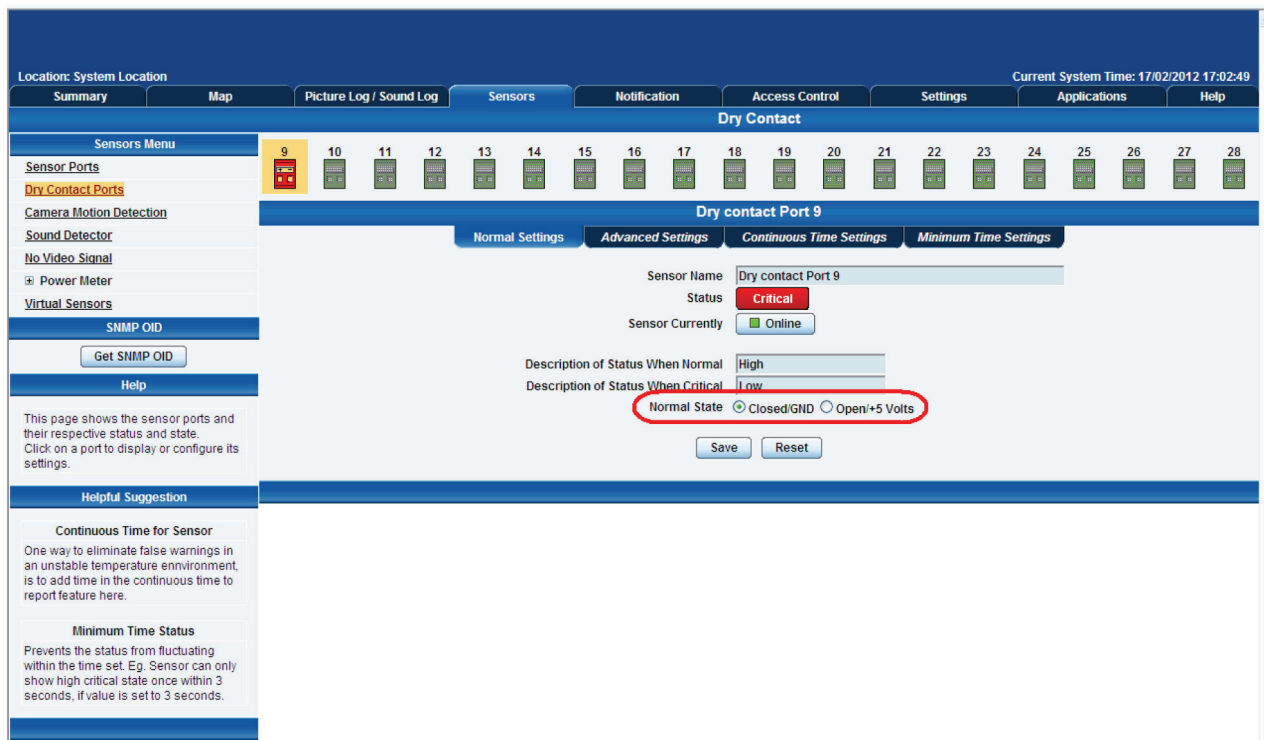 Location: System Location Current System Time: 17/02/2012 17:02:49
Summary Map Picture Log / Sound Log Sensors Notification Access Control Settings Applications Help
Dry Contact
Sensors Menu
Sensor Ports
Dry Contact Ports
Camera Motion Detection
Sound Detector
No Video Signal
Power Meter
Virtual Sensors
SNMP OID
Get SNMP OID
Help
This page shows the sensor ports and
their respective status and state.
Click on a port to display or configure its
settings.
Helpful Suggestion
Continuous Time for Sensor
One way to eliminate false warnings in
an unstable temperature ennvironment,
is to add time in the continuous time to
report feature here.
Minimum Time Status
Prevents the status from fluctuating
within the time set. Eg. Sensor can only
show high critical state once within 3
seconds, if value is set to 3 seconds.
9 10 11 12 13 14 15 16 17 18 19 20 21 22 23 24 25 26 27 28
Dry contact Port 9
Normal Settings Advanced Settings Continuous Time Settings Minimum Time Settings
Sensor Name Dry contact Port 9
Status Critical
Sensor Currently Online
Description of Status When Normal High
Description of Status When Critical Low
Normal State Closed/GND Open/+5 Volts
Save Reset